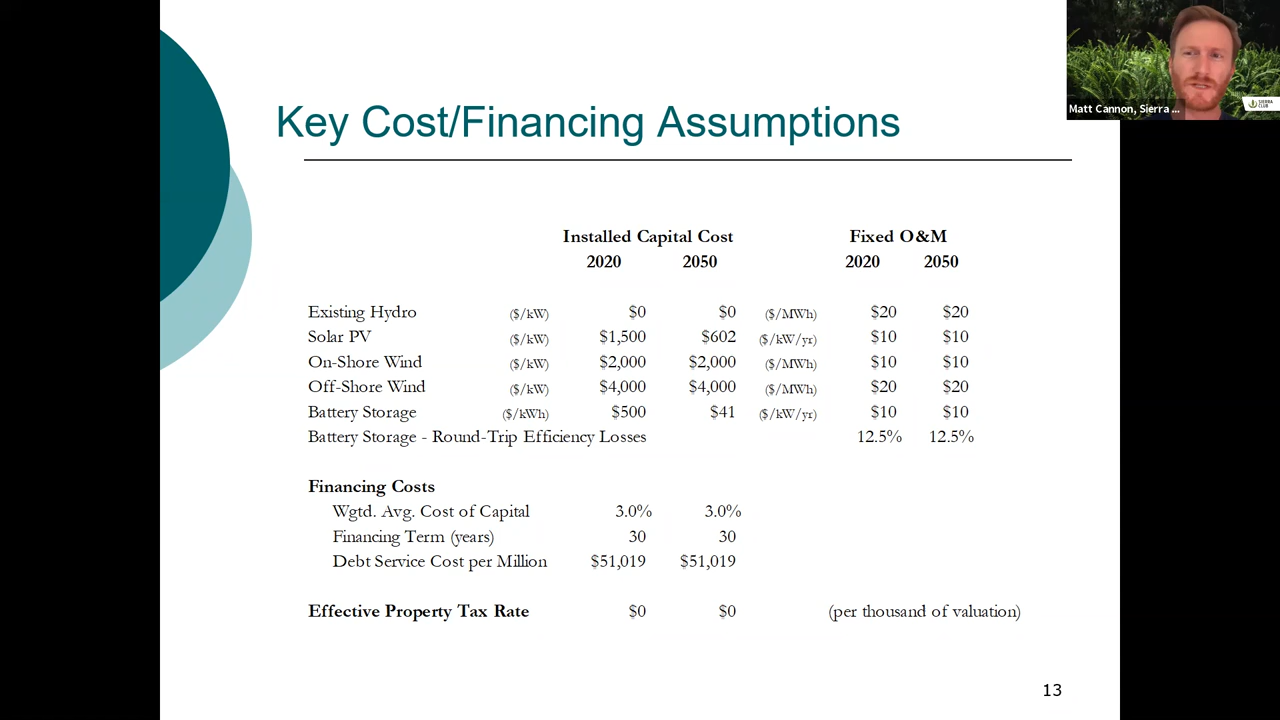 Key Cost/Financing Assumptions
Matt Cannon, Sierra ...
SIERRA CLUB
Installed Capital Cost Fixed O&M
2020 2050 2020 2050
Existing Hydro ($/kW) $0 $0 ($/MWh) $20 $20
Solar PV ($/kW) $1,500 $602 ($/kW/yr) $10 $10
On-Shore Wind ($/kW) $2,000 $2,000 ($/MWh) $10 $10
Off-Shore Wind ($/kW) $4,000 $4,000 ($/MWh) $20 $20
Battery Storage ($/kWh) $500 $41 ($/kW/yr) $10 $10
Battery Storage - Round-Trip Efficiency Losses 12.5% 12.5%
Financing Costs
Wgtd. Avg. Cost of Capital 3.0% 3.0%
Financing Term (years) 30 30
Debt Service Cost per Million $51,019 $51,019
Effective Property Tax Rate $0 $0 (per thousand of valuation)
13